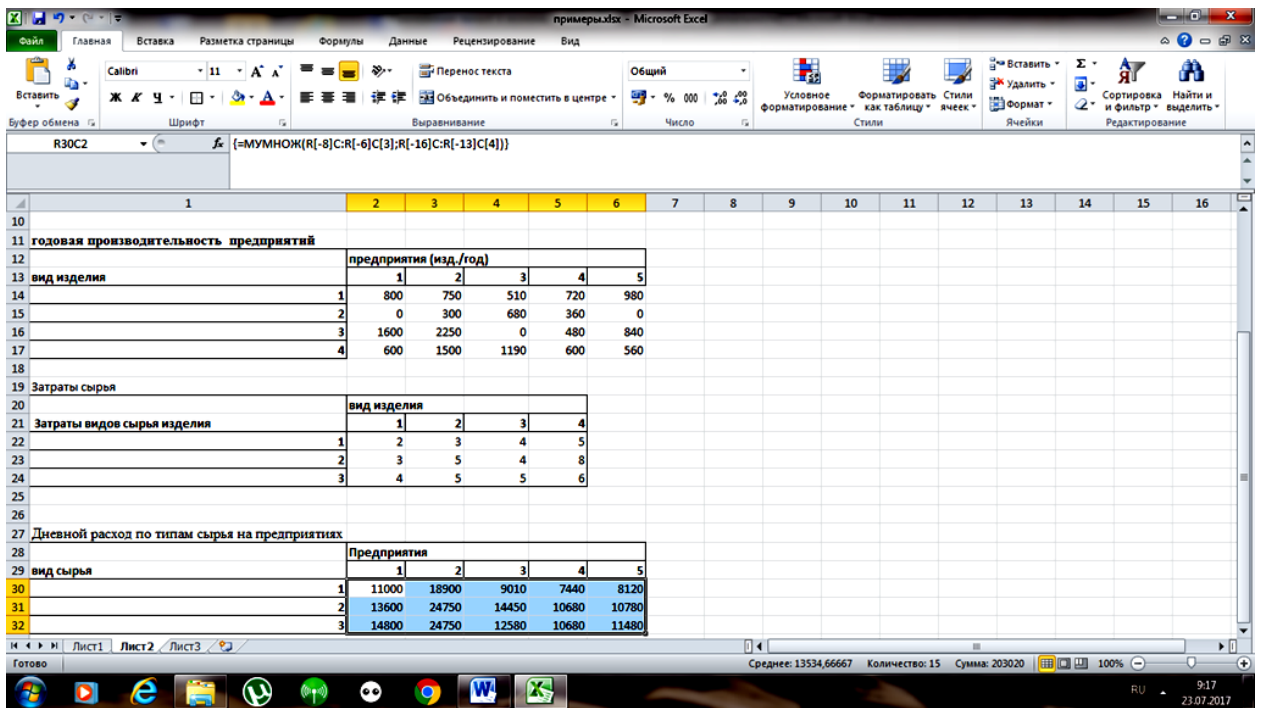 примеры.xlsx - Microsoft Excel
Файл Главная Вставка Разметка страницы Формулы Данные Рецензирование Вид
Вставить
Calibri 11 A A
Ж К Ч A
Перенос текста
Объединить и поместить в центре
Общий
% 000
Условное форматирование
Форматировать как таблицу
Стили ячеек
Вставить
Удалить
Формат
Σ
Сортировка и фильтр
Найти и выделить
Буфер обмена Шрифт Выравнивание Число Стили Ячейки Редактирование
R30C2 fx {=МУМНОЖ(R[-8]C:R[-6]C[3];R[-16]C:R[-13]C[4])}
1 2 3 4 5 6 7 8 9 10 11 12 13 14 15 16
10
11 годовая производительность предприятий
12 предприятия (изд./год)
13 вид изделия 1 2 3 4 5
14 1 800 750 510 720 980
15 2 0 300 680 360 0
16 3 1600 2250 0 480 840
17 4 600 1500 1190 600 560
18
19 Затраты сырья
20 вид изделия
21 Затраты видов сырья изделия 1 2 3 4
22 1 2 3 4 5
23 2 3 5 4 8
24 3 4 5 5 6
25
26
27 Дневной расход по типам сырья на предприятиях
28 Предприятия
29 вид сырья 1 2 3 4 5
30 1 11000 18900 9010 7440 8120
31 2 13600 24750 14450 10680 10780
32 3 14800 24750 12580 10680 11480
Лист1 Лист2 Лист3
Готово Среднее: 13534,66667 Количество: 15 Сумма: 203020 100%
RU 9:17
23.07.2017